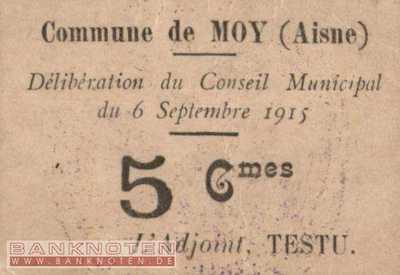 Commune de MOY (Aisne)
Délibération du Conseil Municipal
du 6 Septembre 1915
5 Cmes
L'Adjoint, TESTU.
BANKNOTEN
WWW.BANKNOTEN.DE